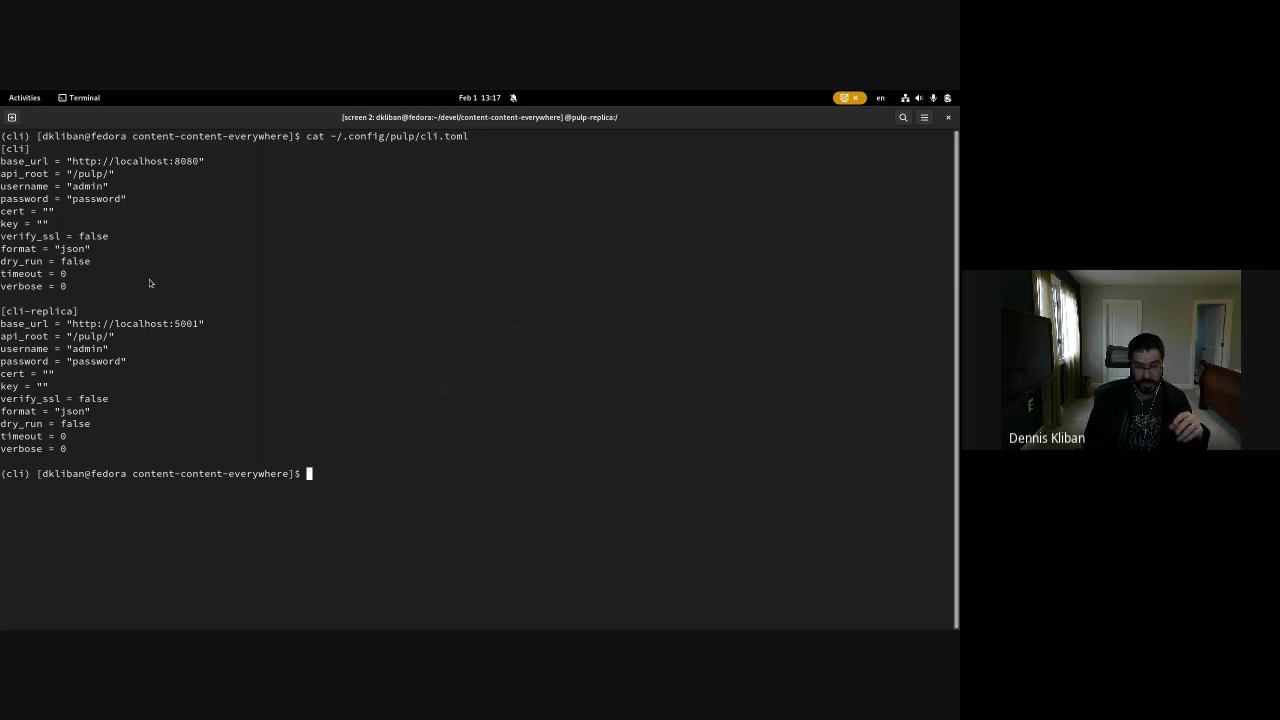 Activities Terminal Feb 1 13:17 en
[screen 2: dkliban@fedora:~/devel/content-content-everywhere] @pulp-replica:/
(cli) [dkliban@fedora content-content-everywhere]$ cat ~/.config/pulp/cli.toml
[cli]
base_url = "http://localhost:8080"
api_root = "/pulp/"
username = "admin"
password = "password"
cert = ""
key = ""
verify_ssl = false
format = "json"
dry_run = false
timeout = 0
verbose = 0
[cli-replica]
base_url = "http://localhost:5001"
api_root = "/pulp/"
username = "admin"
password = "password"
cert = ""
key = ""
verify_ssl = false
format = "json"
dry_run = false
timeout = 0
verbose = 0
(cli) [dkliban@fedora content-content-everywhere]$
E
Dennis Kliban